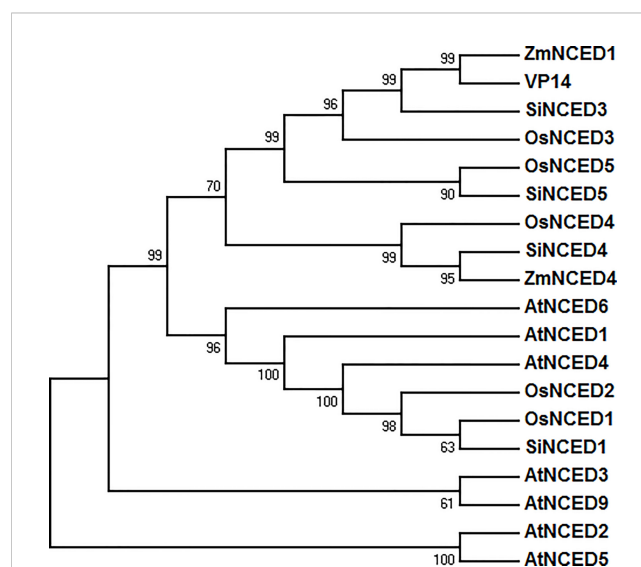 99 ZmNCED1
99 VP14
96 SiNCED3
99 OsNCED3
OsNED5
70 90 SiNCED5
OsNCED4
99 99 SiNCED4
95 ZmNCED4
AtNCED6
96 AtNCED1
100 AtNCED4
100 OsNCED2
98 OsNCED1
63 SiNCED1
AtNCED3
61 AtNCED9
AtNCED2
100 AtNCED5